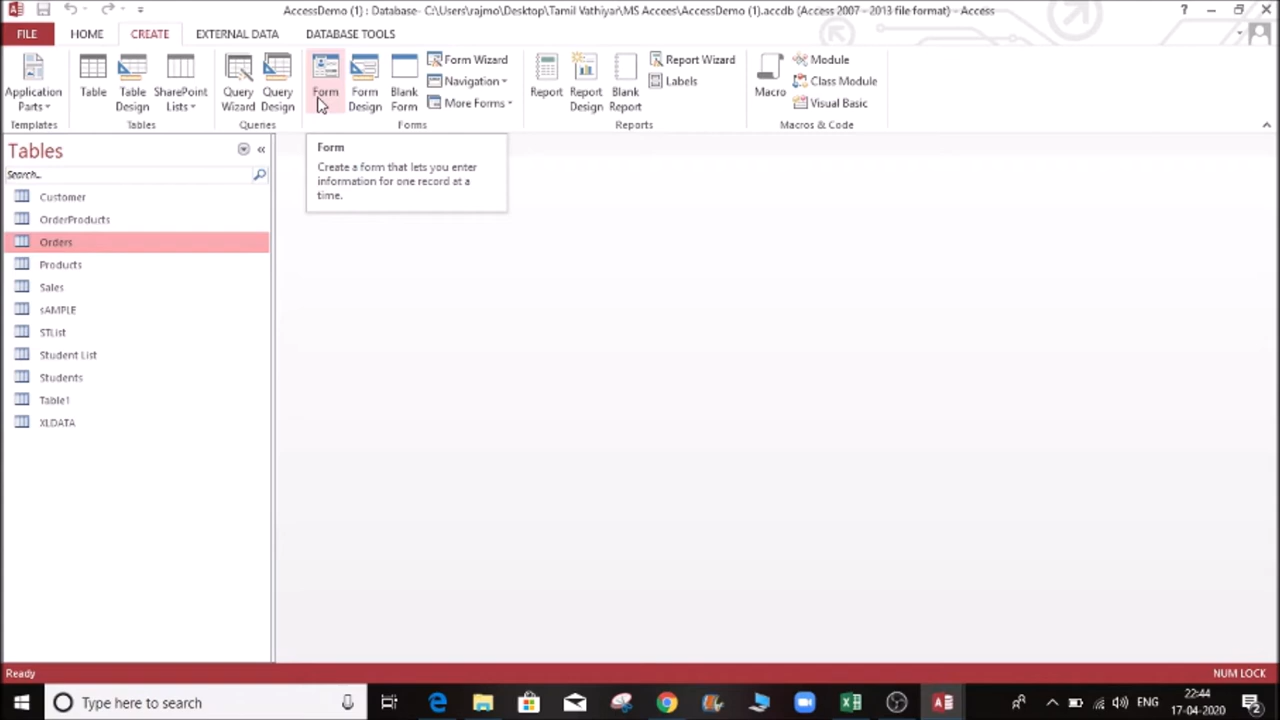 AccessDemo (1) : Database- C:\Users\rajmo\Desktop\Tamil Vathiyar\MS Accees\AccessDemo (1).accdb (Access 2007 - 2013 file format) - Access
FILE HOME CREATE EXTERNAL DATA DATABASE TOOLS
Application Parts Table Table Design SharePoint Lists Query Wizard Query Design Form Form Design Blank Form Form Wizard Navigation More Forms Report Report Design Blank Report Report Wizard Labels Macro Module Class Module Visual Basic
Templates Tables Queries Forms Reports Macros & Code
Form
Create a form that lets you enter
information for one record at a
time.
Tables
Search...
Customer
OrderProducts
Orders
Products
Sales
sAMPLE
STList
Student List
Students
Table1
XLDATA
Ready NUM LOCK
Type here to search ENG 22:44
17-04-2020 2